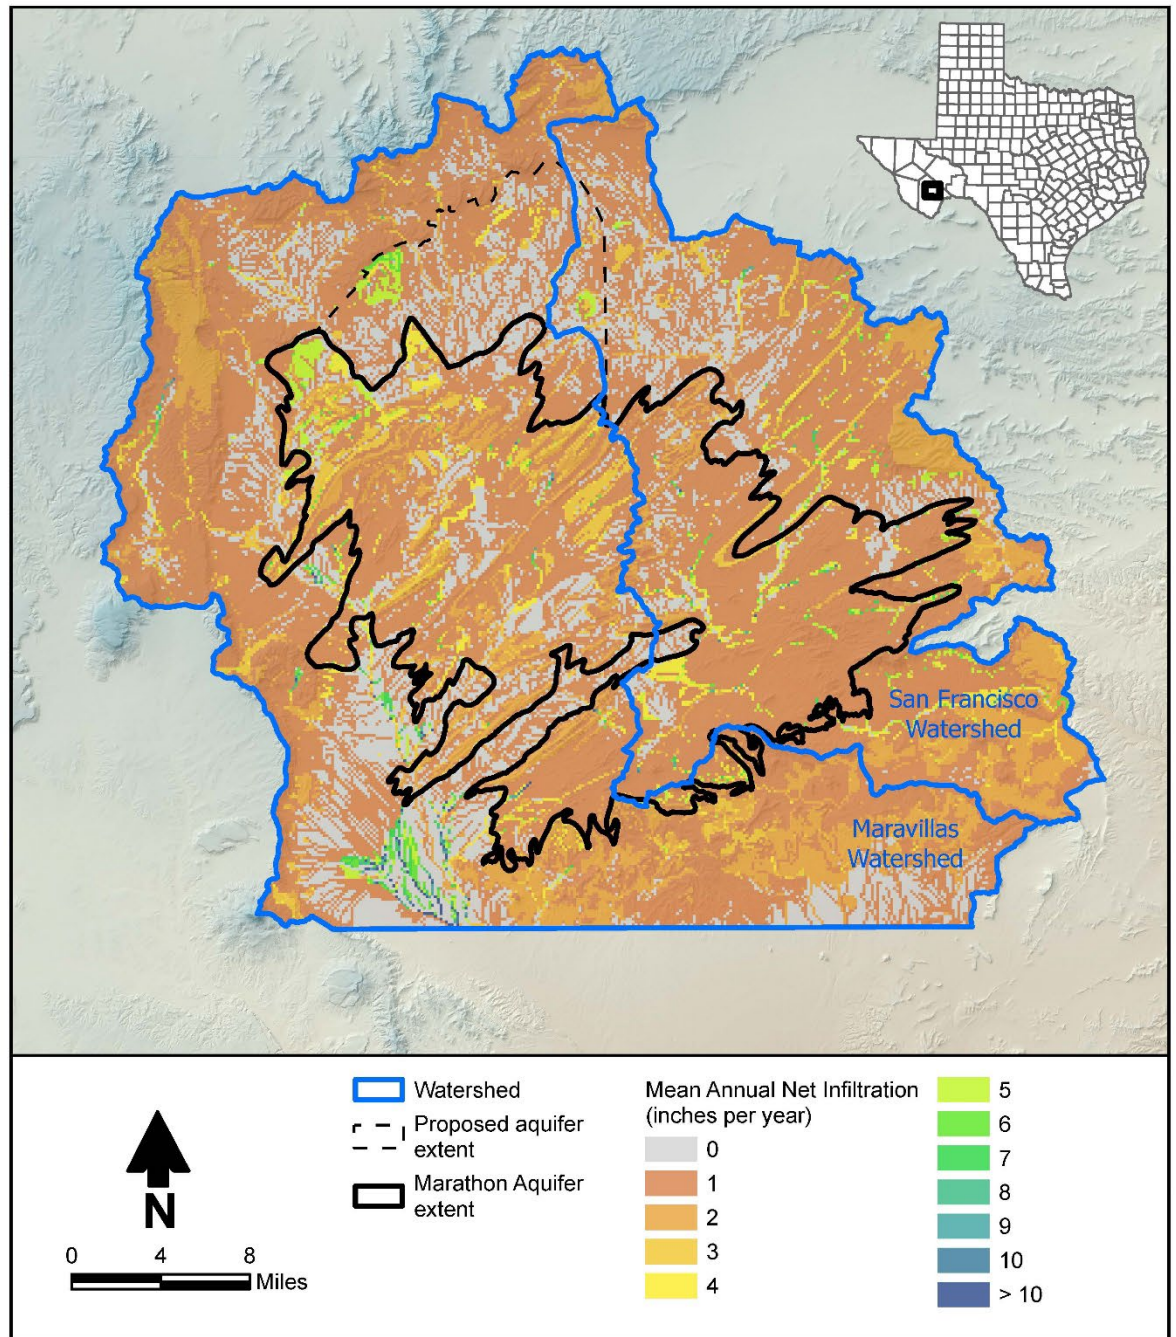 San Francisco
Watershed
Maravillas
Watershed
N
0 4 8
Miles
Watershed
Proposed aquifer
extent
Marathon Aquifer
extent
Mean Annual Net Infiltration
(inches per year)
0
1
2
3
4
5
6
7
8
9
10
> 10